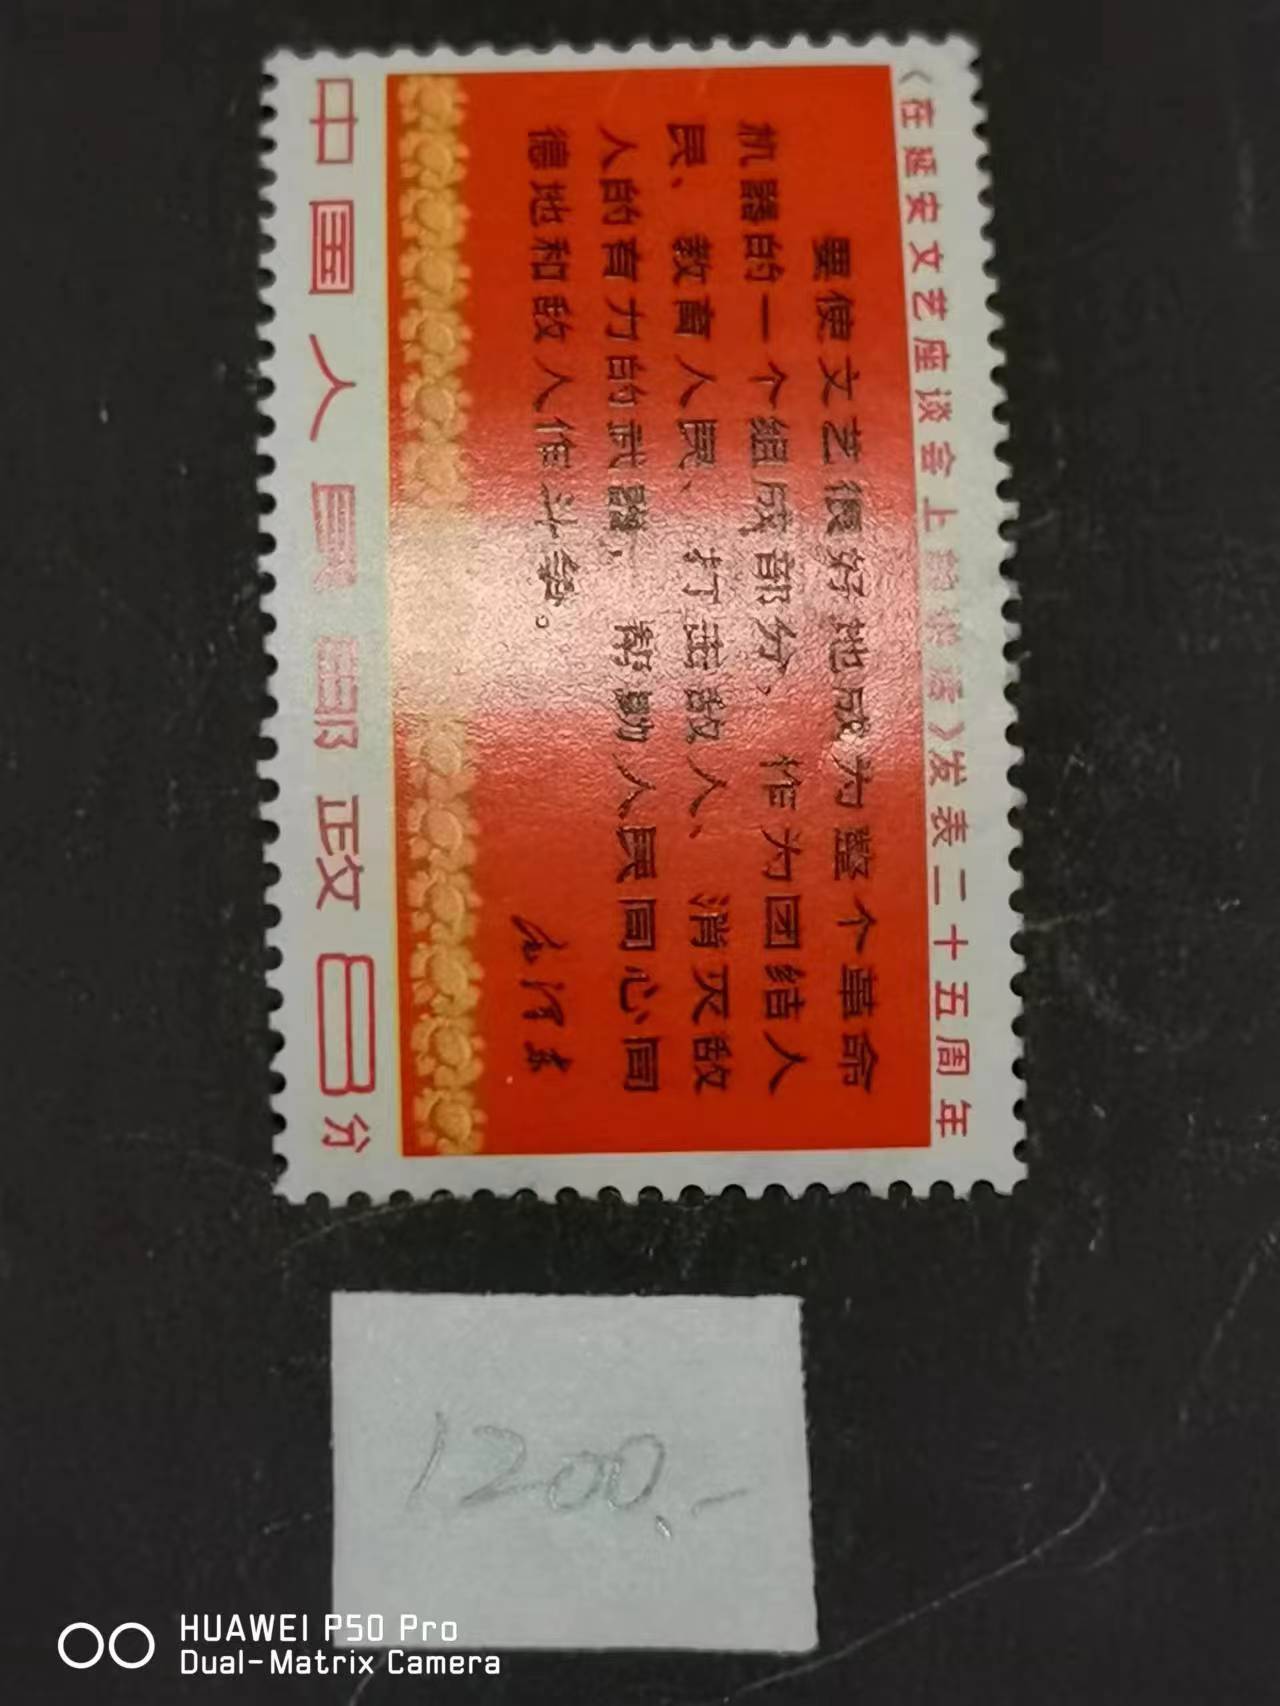 《在延安文艺座谈会上的讲话》发表二十五周年
要使文艺很好地成为整个革命
机器的一个组成部分，作为团结人
民、教育人民、打击敌人、消灭敌
人的有力的武器，帮助人民同心同
德地和敌人作斗争。
毛泽东
中国人民邮政8分
1200.-
HUAWEI P50 Pro
Dual-Matrix Camera